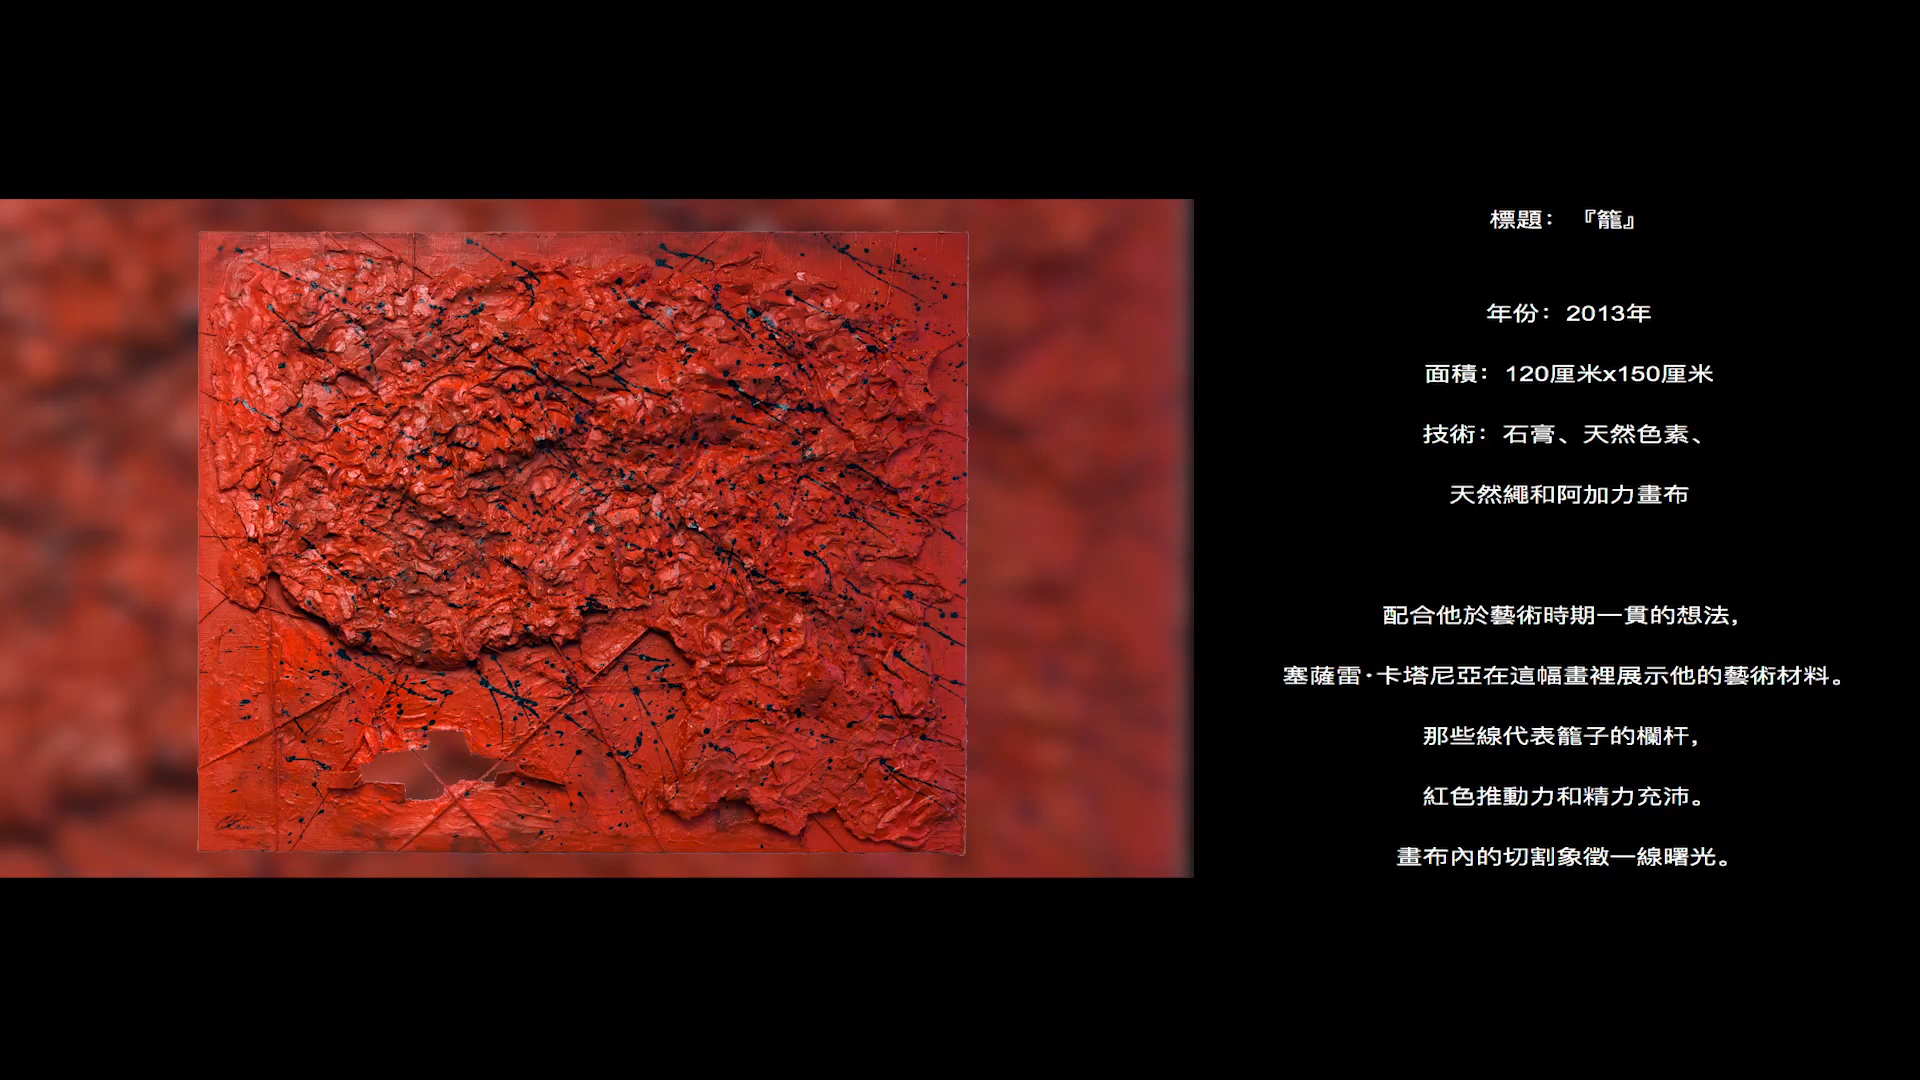 標題：『籠』
年份：2013年
面積：120厘米x150厘米
技術：石膏、天然色素、
天然繩和阿加力畫布
配合他於藝術時期一貫的想法，
塞薩雷·卡塔尼亞在這幅畫裡展示他的藝術材料。
那些線代表籠子的欄杆，
紅色推動力和精力充沛。
畫布內的切割象徵一線曙光。